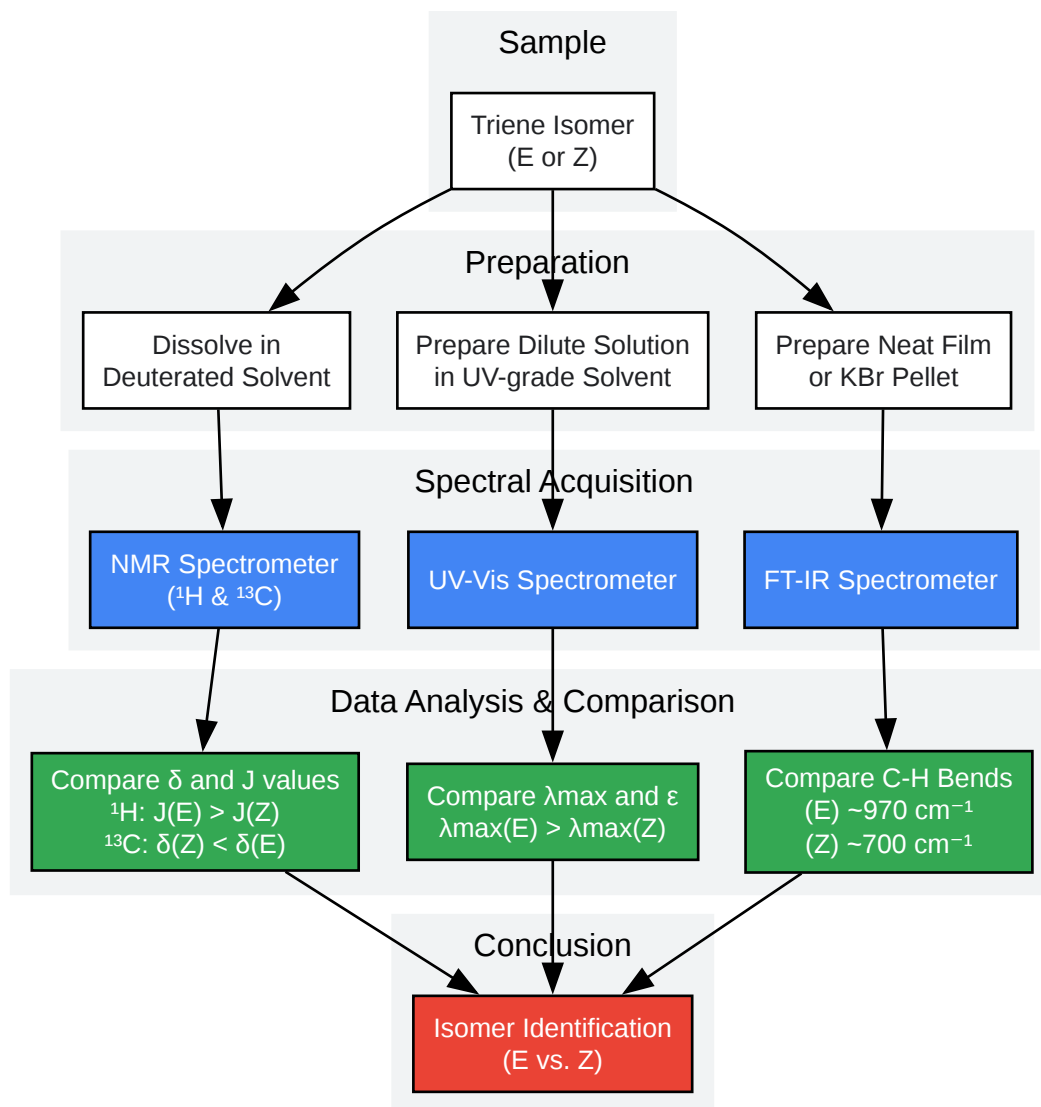 Sample
Triene Isomer
(E or Z)
Preparation
Dissolve in
Deuterated Solvent
Prepare Dilute Solution
in UV-grade Solvent
Prepare Neat Film
or KBr Pellet
Spectral Acquisition
NMR Spectrometer
(¹H & ¹³C)
UV-Vis Spectrometer
FT-IR Spectrometer
Data Analysis & Comparison
Compare δ and J values
¹H: J(E) > J(Z)
¹³C: δ(Z) < δ(E)
Compare λmax and ε
λmax(E) > λmax(Z)
Compare C-H Bends
(E) ~970 cm⁻¹
(Z) ~700 cm⁻¹
Conclusion
Isomer Identification
(E vs. Z)